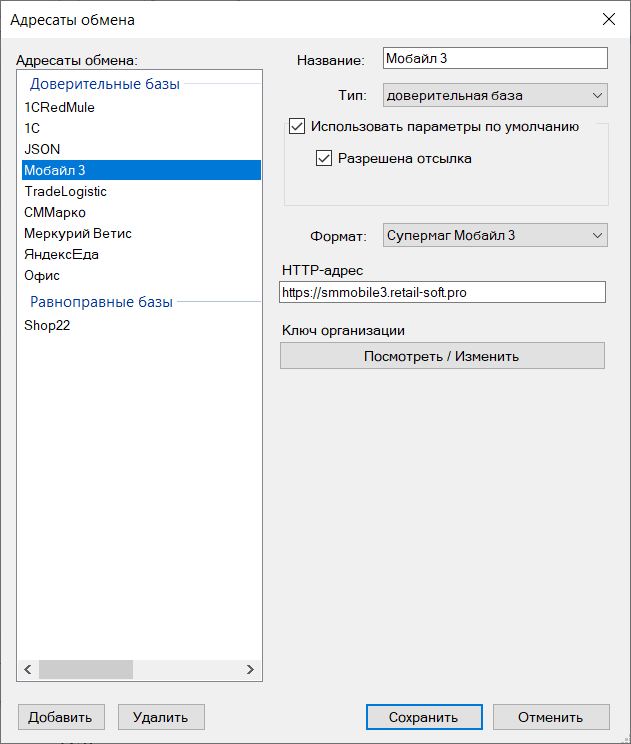 Адресаты обмена
Адресаты обмена:
Доверительные базы
1CRedMule
1C
JSON
Мобайл 3
TradeLogistic
СММарко
Меркурий Ветис
ЯндексЕда
Офис
Равноправные базы
Shop22
Название: Мобайл 3
Тип: доверительная база
Использовать параметры по умолчанию
Разрешена отсылка
Формат: Супермаг Мобайл 3
HTTP-адрес
https://smmobile3.retail-soft.pro
Ключ организации
Посмотреть / Изменить
Добавить Удалить Сохранить Отменить